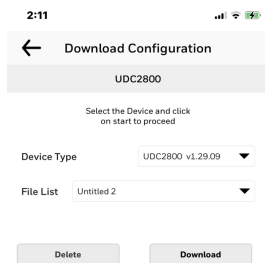 2:11
Download Configuration
UDC2800
Select the Device and click
on start to proceed
Device Type UDC2800 v1.29.09
File List Untitled 2
Delete Download